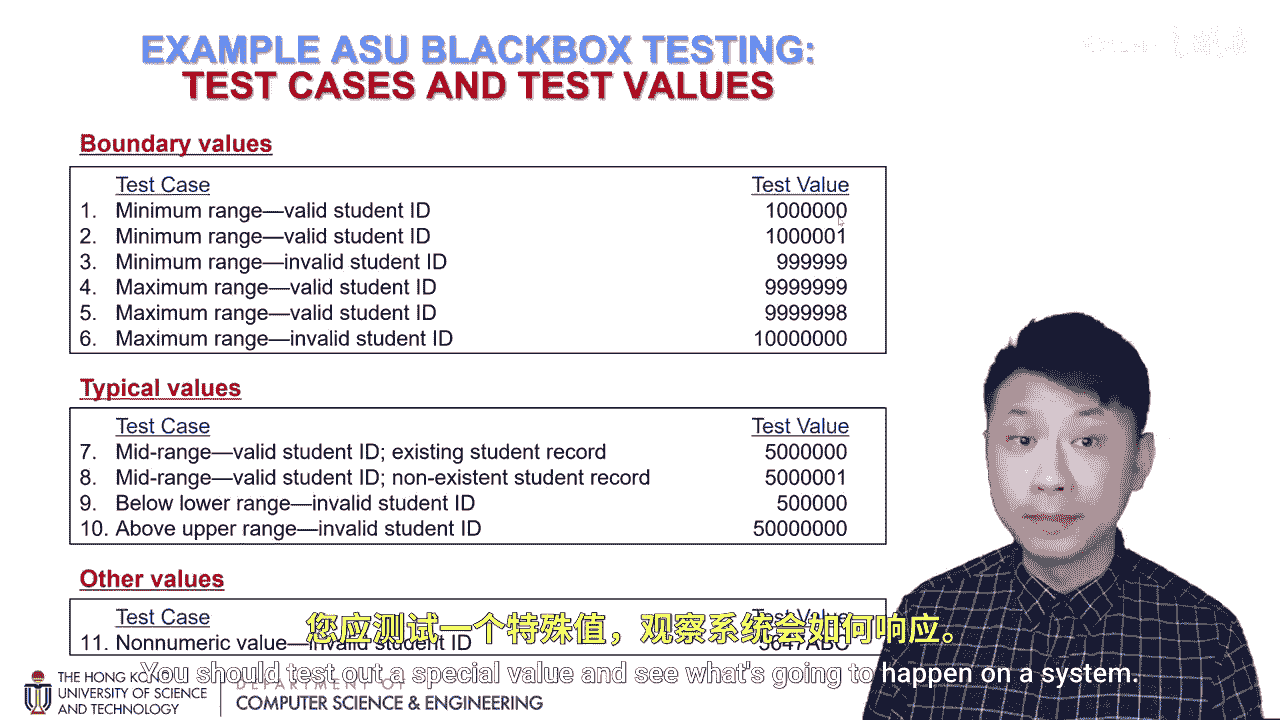 EXAMPLE ASU BLACKBOX TESTING:
TEST CASES AND TEST VALUES
Boundary values
Test Case Test Value
1. Minimum range—valid student ID 1000000
2. Minimum range—valid student ID 1000001
3. Minimum range—invalid student ID 999999
4. Maximum range—valid student ID 9999999
5. Maximum range—valid student ID 9999998
6. Maximum range—invalid student ID 10000000
Typical values
Test Case Test Value
7. Mid-range—valid student ID; existing student record 5000000
8. Mid-range—valid student ID; non-existent student record 5000001
9. Below lower range—invalid student ID 500000
10. Above upper range—invalid student ID 50000000
Other values
Test Case Test Value
11. Nonnumeric value—invalid student ID
您应测试一个特殊值，观察系统会如何响应。
You should test out a special value and see what's going to happen on a system.
THE HONG KONG
UNIVERSITY OF SCIENCE
AND TECHNOLOGY
DEPARTMENT OF
COMPUTER SCIENCE & ENGINEERING